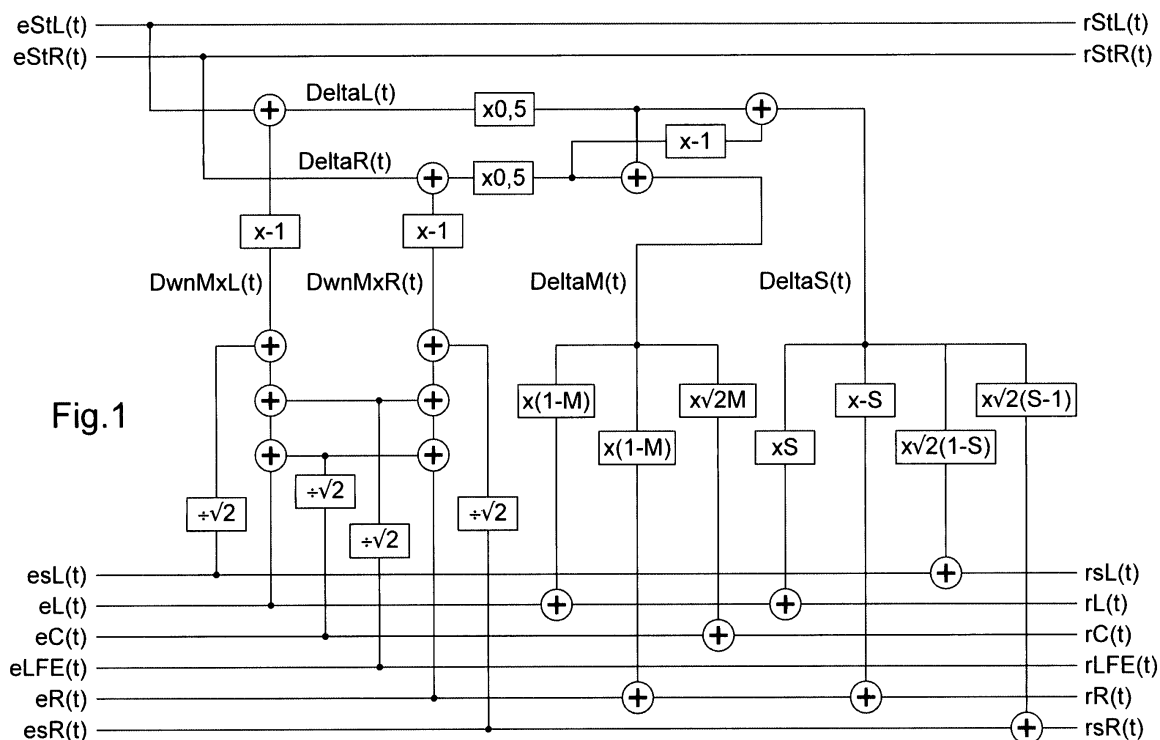 eStL(t) rStL(t)
eStR(t) rStR(t)
DeltaL(t) x0,5 +
+ x-1
DeltaR(t) + x0,5 +
x-1 x-1
DwnMxL(t) DwnMxR(t) DeltaM(t) DeltaS(t)
+ +
Fig.1 + + x(1-M) x√2M x-S x√2(S-1)
+ + x(1-M) xS x√2(1-S)
÷√2 ÷√2 ÷√2 ÷√2
esL(t) + rsL(t)
eL(t) + + rL(t)
eC(t) + rC(t)
eLFE(t) rLFE(t)
eR(t) + + rR(t)
esR(t) + rsR(t)